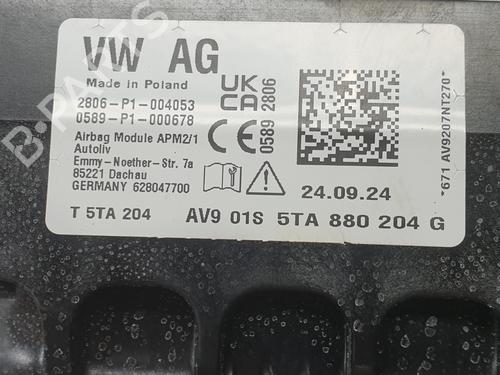 VW AG
Made in Poland
2806-P1-004053
0589-P1-000678
Airbag Module APM2/1
Autoliv
Emmy-Noether-Str. 7a
85221 Dachau
GERMANY 628047700
UK
CA
2806
CE
0589
24.09.24
*671 AV9207NT270*
T 5TA 204
AV9 01S 5TA 880 204 G
B-PARTS